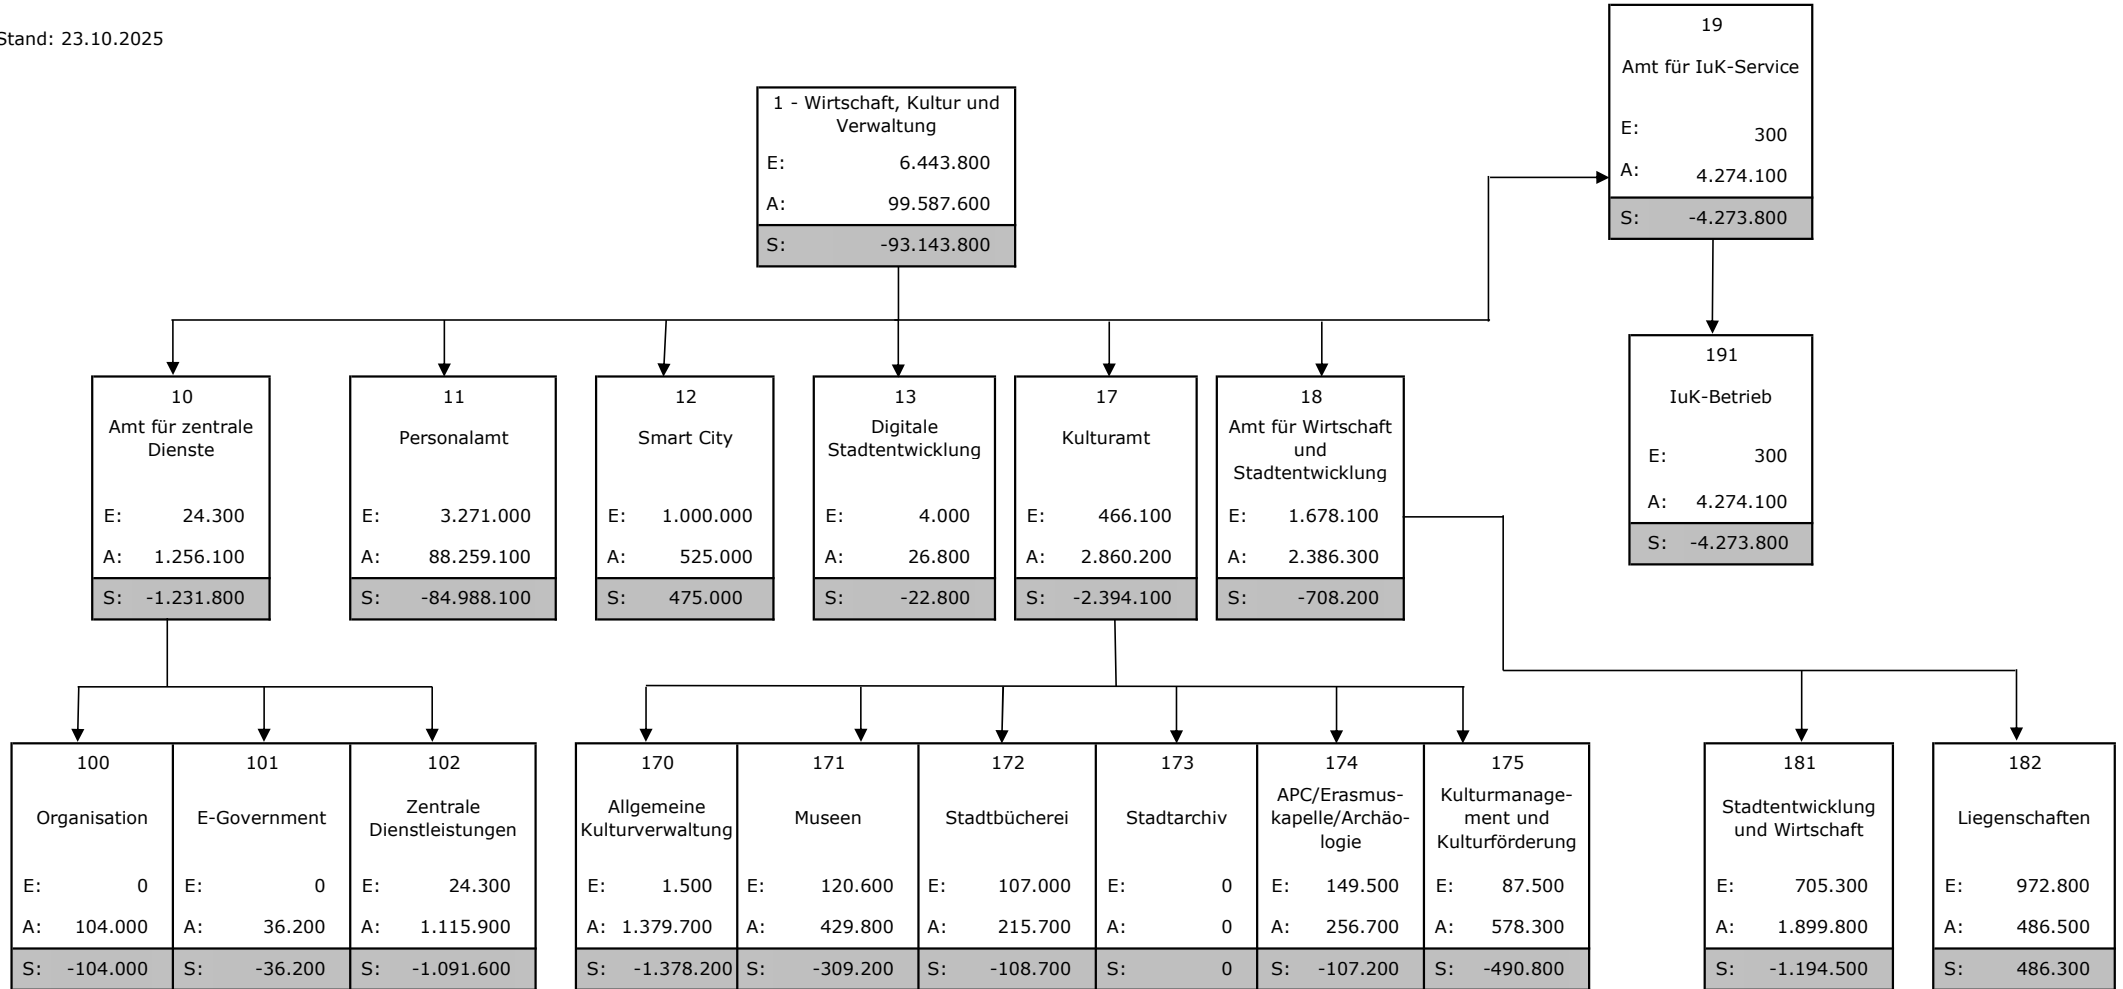 Stand: 23.10.2025
1 - Wirtschaft, Kultur und
Verwaltung
E: 6.443.800
A: 99.587.600
S: -93.143.800
19
Amt für IuK-Service
E: 300
A: 4.274.100
S: -4.273.800
191
IuK-Betrieb
E: 300
A: 4.274.100
S: -4.273.800
10
Amt für zentrale
Dienste
E: 24.300
A: 1.256.100
S: -1.231.800
11
Personalamt
E: 3.271.000
A: 88.259.100
S: -84.988.100
12
Smart City
E: 1.000.000
A: 525.000
S: 475.000
13
Digitale
Stadtentwicklung
E: 4.000
A: 26.800
S: -22.800
17
Kulturamt
E: 466.100
A: 2.860.200
S: -2.394.100
18
Amt für Wirtschaft
und
Stadtentwicklung
E: 1.678.100
A: 2.386.300
S: -708.200
100
Organisation
E: 0
A: 104.000
S: -104.000
101
E-Government
E: 0
A: 36.200
S: -36.200
102
Zentrale
Dienstleistungen
E: 24.300
A: 1.115.900
S: -1.091.600
170
Allgemeine
Kulturverwaltung
E: 1.500
A: 1.379.700
S: -1.378.200
171
Museen
E: 120.600
A: 429.800
S: -309.200
172
Stadtbücherei
E: 107.000
A: 215.700
S: -108.700
173
Stadtarchiv
E: 0
A: 0
S: 0
174
APC/Erasmus-
kapelle/Archäo-
logie
E: 149.500
A: 256.700
S: -107.200
175
Kulturmanage-
ment und
Kulturförderung
E: 87.500
A: 578.300
S: -490.800
181
Stadtentwicklung
und Wirtschaft
E: 705.300
A: 1.899.800
S: -1.194.500
182
Liegenschaften
E: 972.800
A: 486.500
S: 486.300